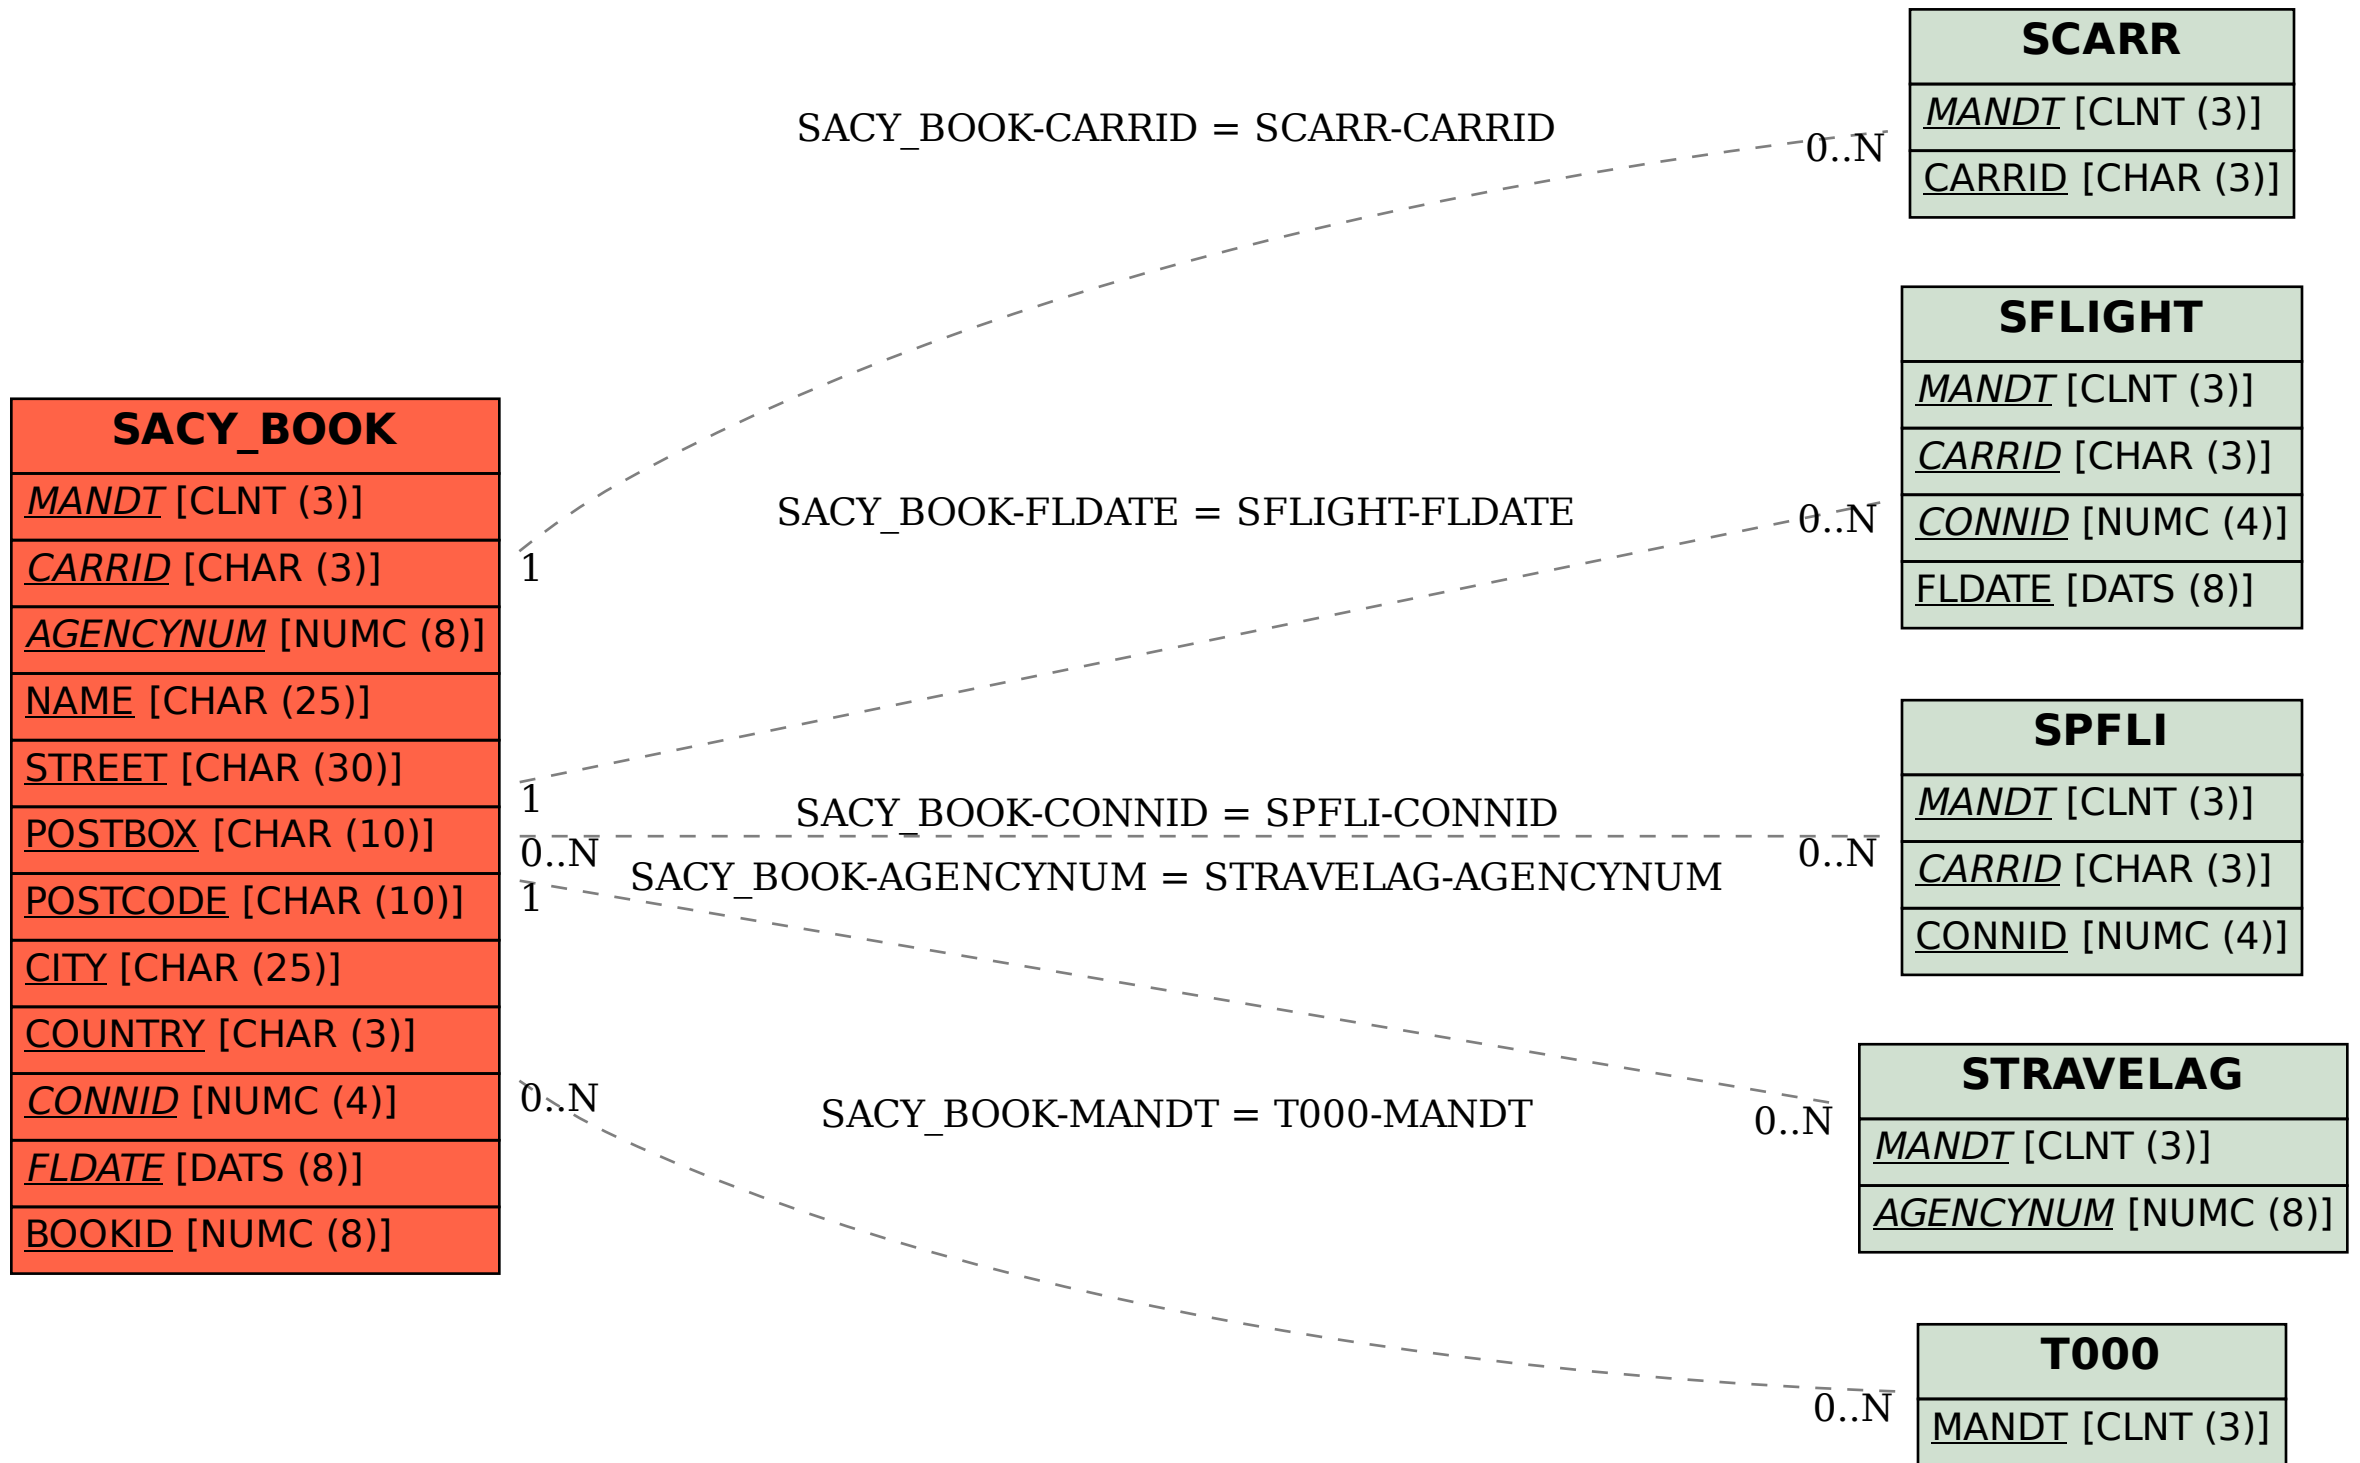 SACY_BOOK
MANDT [CLNT (3)]
CARRID [CHAR (3)]
AGENCYNUM [NUMC (8)]
NAME [CHAR (25)]
STREET [CHAR (30)]
POSTBOX [CHAR (10)]
POSTCODE [CHAR (10)]
CITY [CHAR (25)]
COUNTRY [CHAR (3)]
CONNID [NUMC (4)]
FLDATE [DATS (8)]
BOOKID [NUMC (8)]
SACY_BOOK-CARRID = SCARR-CARRID
0..N
1
SACY_BOOK-FLDATE = SFLIGHT-FLDATE
0..N
1
SACY_BOOK-CONNID = SPFLI-CONNID
0..N
0..N
SACY_BOOK-AGENCYNUM = STRAVELAG-AGENCYNUM
1
0..N
SACY_BOOK-MANDT = T000-MANDT
0..N
0..N
SCARR
MANDT [CLNT (3)]
CARRID [CHAR (3)]
SFLIGHT
MANDT [CLNT (3)]
CARRID [CHAR (3)]
CONNID [NUMC (4)]
FLDATE [DATS (8)]
SPFLI
MANDT [CLNT (3)]
CARRID [CHAR (3)]
CONNID [NUMC (4)]
STRAVELAG
MANDT [CLNT (3)]
AGENCYNUM [NUMC (8)]
T000
MANDT [CLNT (3)]